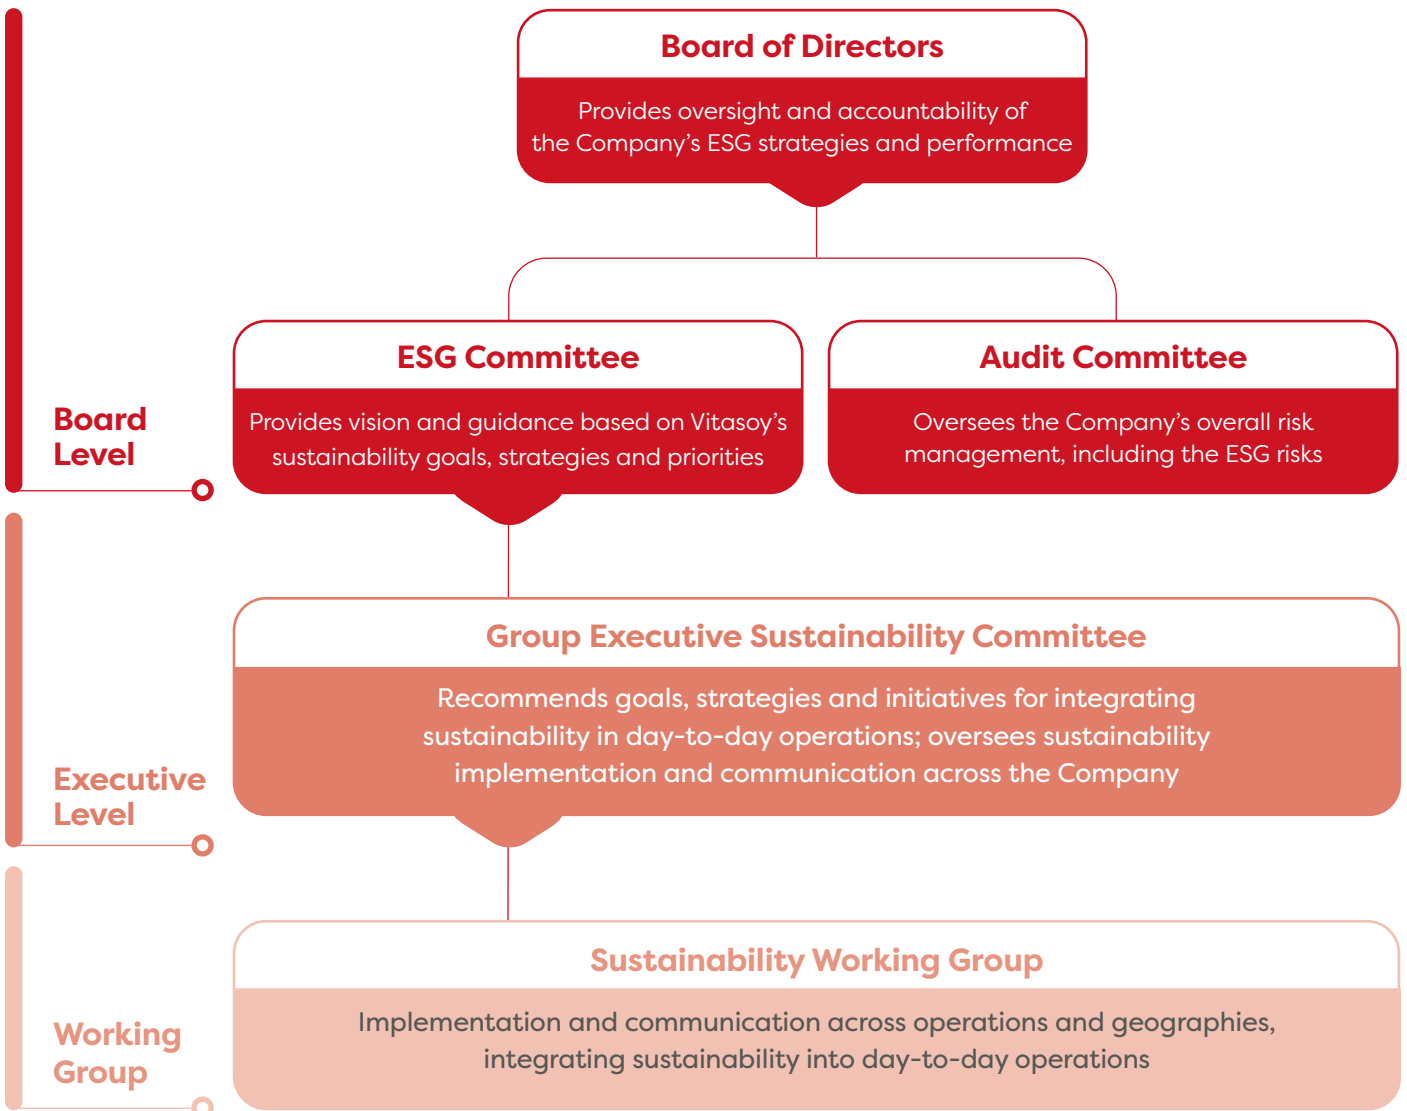 Board of Directors
Provides oversight and accountability of
the Company's ESG strategies and performance
Board
Level
ESG Committee
Provides vision and guidance based on Vitasoy's
sustainability goals, strategies and priorities
Audit Committee
Oversees the Company's overall risk
management, including the ESG risks
Executive
Level
Group Executive Sustainability Committee
Recommends goals, strategies and initiatives for integrating
sustainability in day-to-day operations; oversees sustainability
implementation and communication across the Company
Working
Group
Sustainability Working Group
Implementation and communication across operations and geographies,
integrating sustainability into day-to-day operations